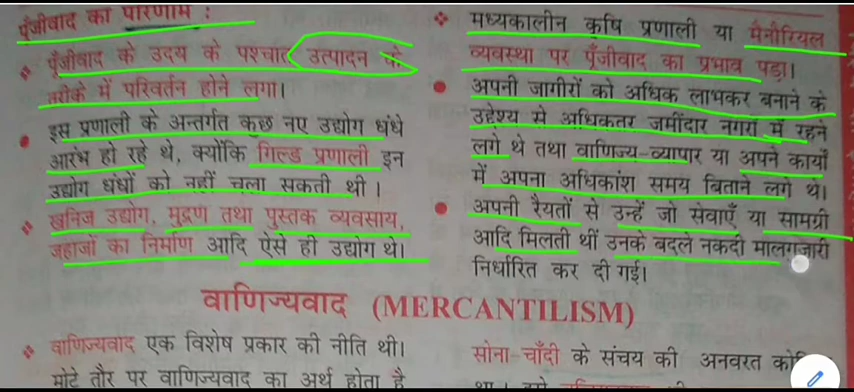 पूँजीवाद का परिणाम :
पूँजीवाद के उदय के पश्चात् उत्पादन के
तरीके में परिवर्तन होने लगा।
इस प्रणाली के अन्तर्गत कुछ नए उद्योग धंधे
आरंभ हो रहे थे, क्योंकि गिल्ड प्रणाली इन
उद्योग धंधों को नहीं चला सकती थी।
खनिज उद्योग, मुद्रण तथा पुस्तक व्यवसाय,
जहाजों का निर्माण आदि ऐसे ही उद्योग थे।
मध्यकालीन कृषि प्रणाली या मैनोरियल
व्यवस्था पर पूँजीवाद का प्रभाव पड़ा।
अपनी जागीरों को अधिक लाभकर बनाने के
उद्देश्य से अधिकतर जमींदार नगरों में रहने
लगे थे तथा वाणिज्य-व्यापार या अपने कार्यों
में अपना अधिकांश समय बिताने लगे थे।
अपनी रैयतों से उन्हें जो सेवाएँ या सामग्री
आदि मिलती थीं उनके बदले नकदी मालगुजारी
निर्धारित कर दी गई।
वाणिज्यवाद (MERCANTILISM)
वाणिज्यवाद एक विशेष प्रकार की नीति थी।
मोटे तौर पर वाणिज्यवाद का अर्थ होता है
सोना-चाँदी के संचय की अनवरत